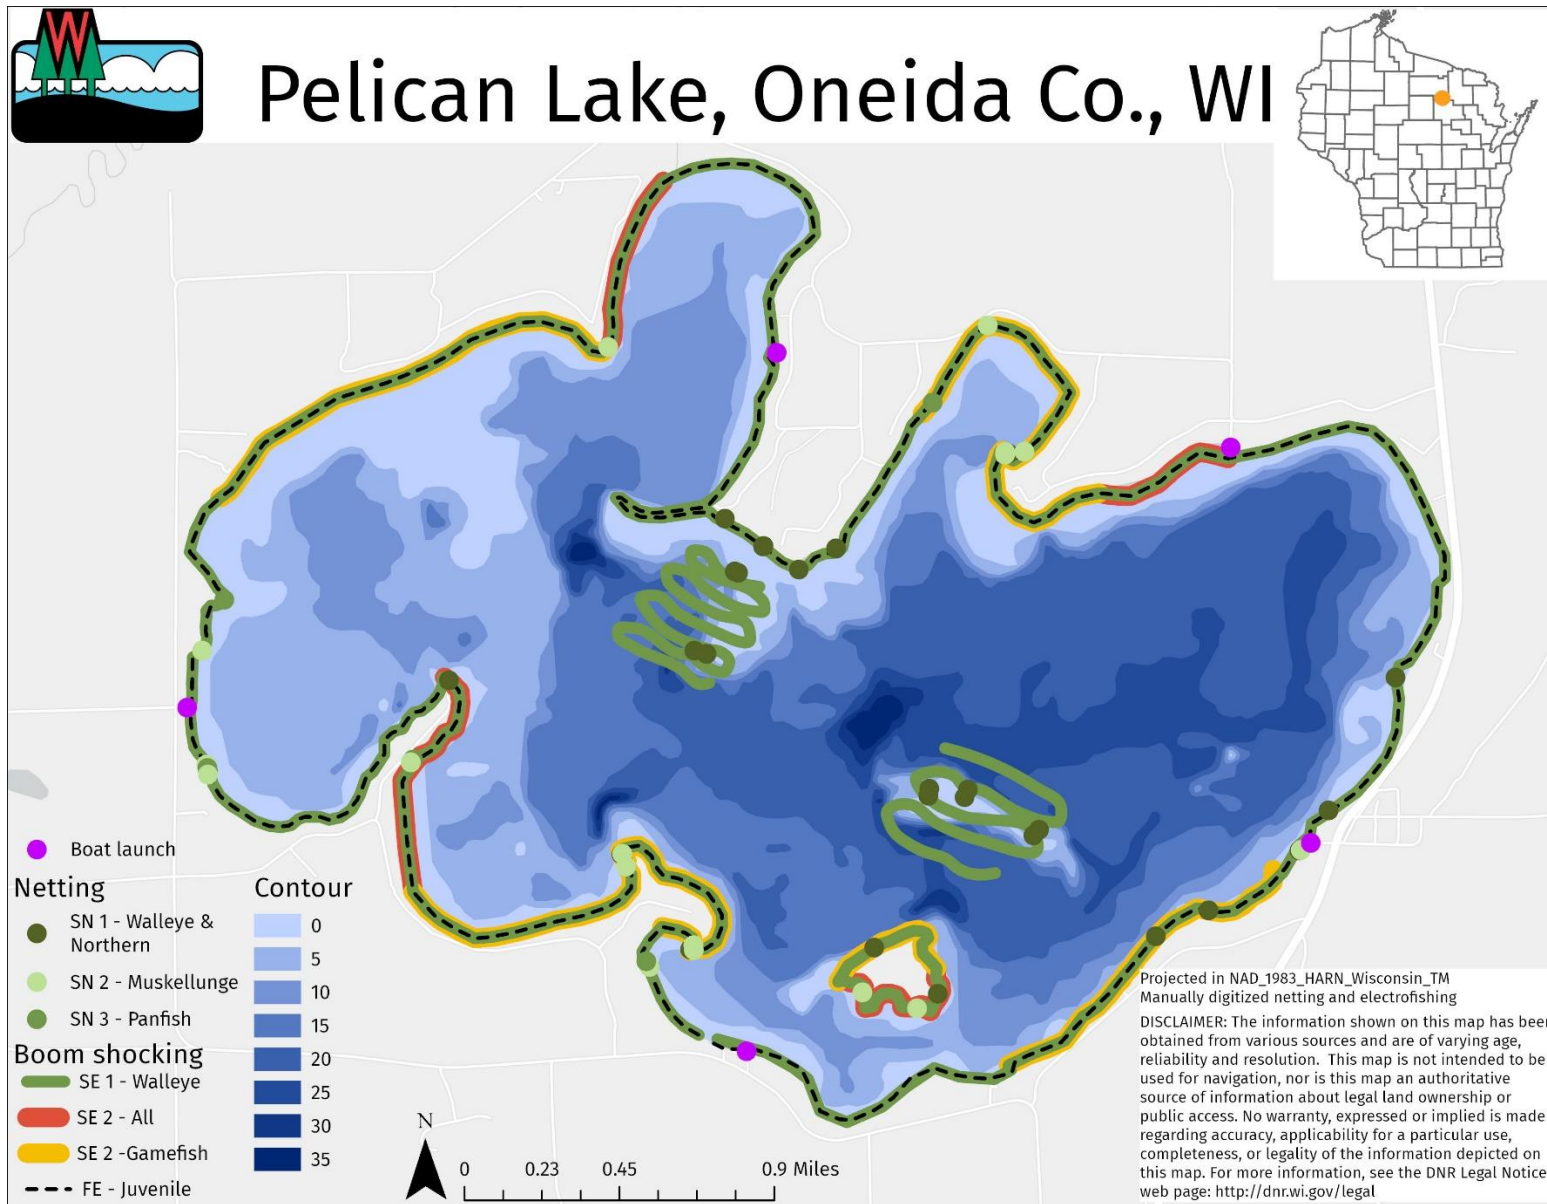 W
Pelican Lake, Oneida Co., WI
Boat launch
Netting
SN 1 - Walleye &
Northern
SN 2 - Muskellunge
SN 3 - Panfish
Boom shocking
SE 1 - Walleye
SE 2 - All
SE 2 -Gamefish
FE - Juvenile
Contour
0
5
10
15
20
25
30
35
N
0 0.23 0.45 0.9 Miles
Projected in NAD_1983_HARN_Wisconsin_TM
Manually digitized netting and electrofishing
DISCLAIMER: The information shown on this map has been
obtained from various sources and are of varying age,
reliability and resolution. This map is not intended to be
used for navigation, nor is this map an authoritative
source of information about legal land ownership or
public access. No warranty, expressed or implied is made
regarding accuracy, applicability for a particular use,
completeness, or legality of the information depicted on
this map. For more information, see the DNR Legal Notices
web page: http://dnr.wi.gov/legal